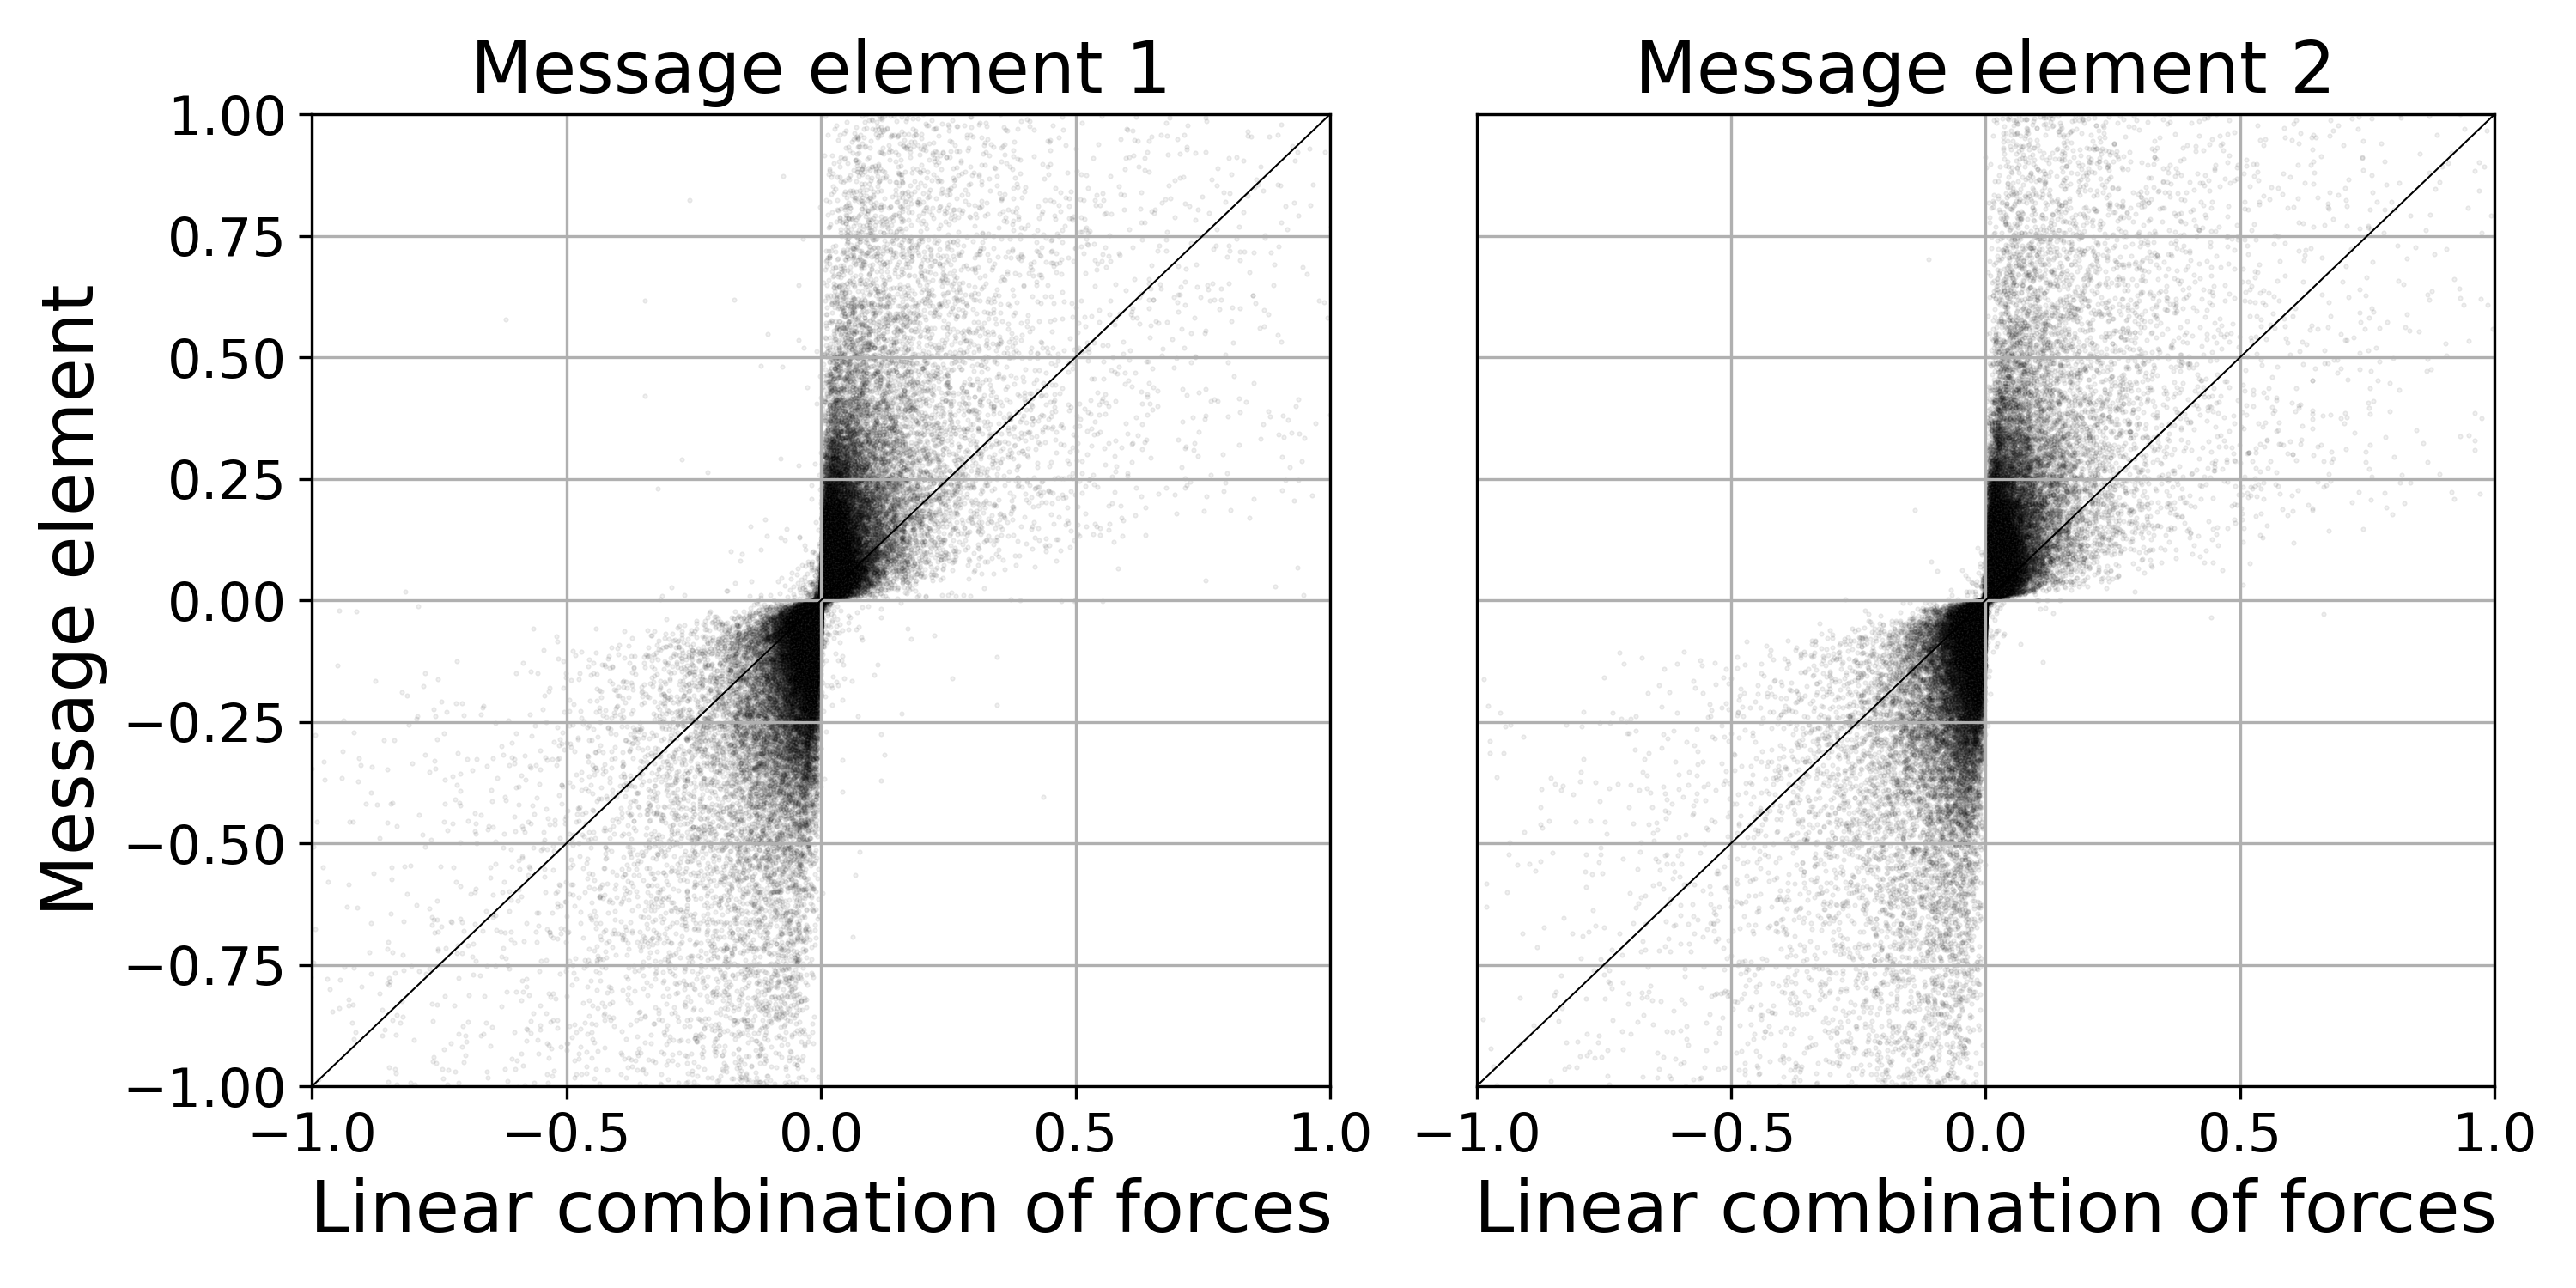 Message element 1
Message element 2
Message element
1.00
0.75
0.50
0.25
0.00
−0.25
−0.50
−0.75
−1.00
−1.0 −0.5 0.0 0.5 1.0
−1.0 −0.5 0.0 0.5 1.0
Linear combination of forces
Linear combination of forces